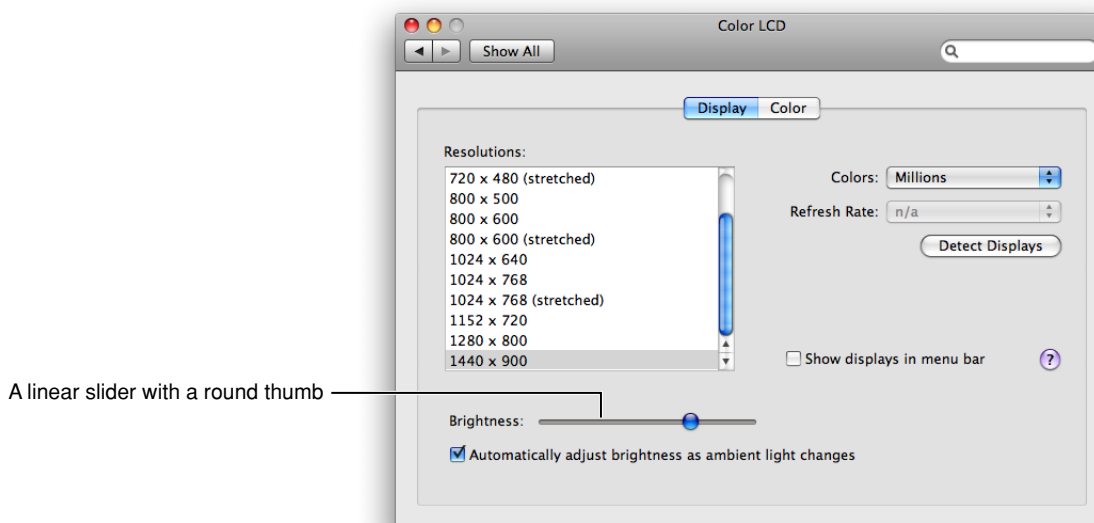 Color LCD
Show All
Display Color
Resolutions:
720 x 480 (stretched)
800 x 500
800 x 600
800 x 600 (stretched)
1024 x 640
1024 x 768
1024 x 768 (stretched)
1152 x 720
1280 x 800
1440 x 900
Colors: Millions
Refresh Rate: n/a
Detect Displays
Show displays in menu bar ?
A linear slider with a round thumb
Brightness:
Automatically adjust brightness as ambient light changes